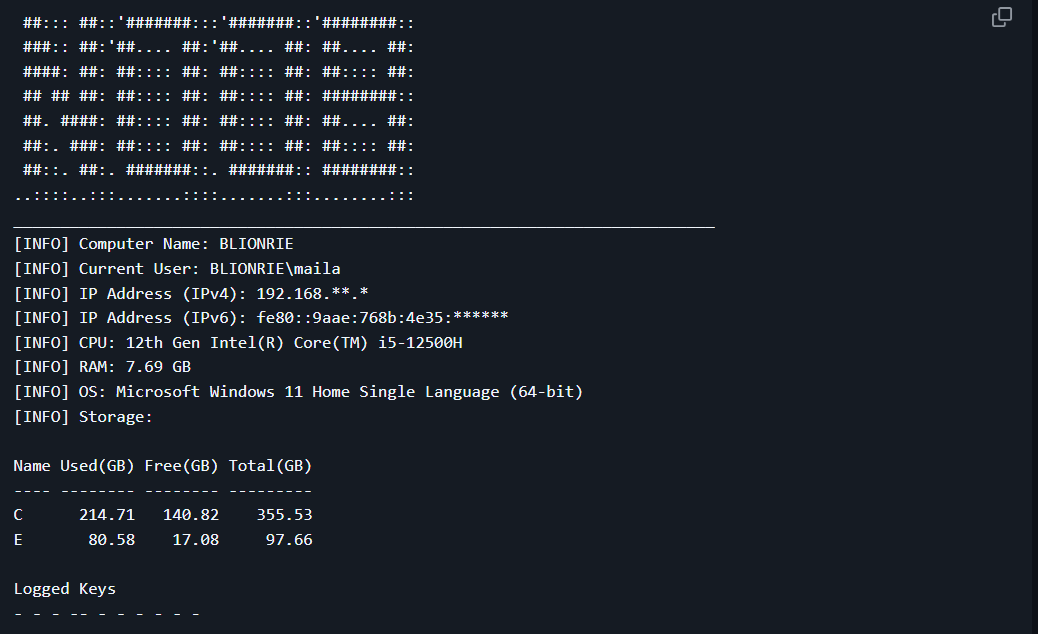 ##::: ##::'#######:::'#######::'########::
###:: ##:'##.... ##:'##.... ##: ##.... ##:
####: ##: ##:::: ##: ##:::: ##: ##:::: ##:
## ## ##: ##:::: ##: ##:::: ##: ########::
##. ####: ##:::: ##: ##:::: ##: ##.... ##:
##:. ###: ##:::: ##: ##:::: ##: ##:::: ##:
##::. ##:. #######::. #######:: ########::
..::::..:::.......::::.......:::........:::
___________________________________________________________________________
[INFO] Computer Name: BLIONRIE
[INFO] Current User: BLIONRIE\maila
[INFO] IP Address (IPv4): 192.168.**.*
[INFO] IP Address (IPv6): fe80::9aae:768b:4e35:******
[INFO] CPU: 12th Gen Intel(R) Core(TM) i5-12500H
[INFO] RAM: 7.69 GB
[INFO] OS: Microsoft Windows 11 Home Single Language (64-bit)
[INFO] Storage:
Name Used(GB) Free(GB) Total(GB)
---- -------- -------- ---------
C 214.71 140.82 355.53
E 80.58 17.08 97.66
Logged Keys
- - - -- - - - - - -